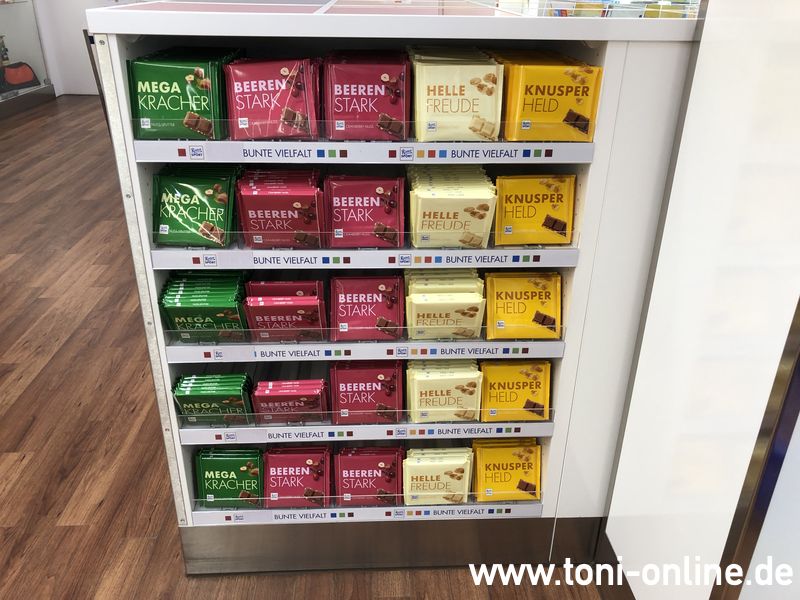 MEGA KRACHER
BEEREN STARK
BEEREN STARK
HELLE FREUDE
KNUSPER HELD
BUNTE VIELFALT
BUNTE VIELFALT
MEGA KRACHER
BEEREN STARK
BEEREN STARK
HELLE FREUDE
KNUSPER HELD
BUNTE VIELFALT
BUNTE VIELFALT
MEGA KRACHER
BEEREN STARK
BEEREN STARK
HELLE FREUDE
KNUSPER HELD
BUNTE VIELFALT
BUNTE VIELFALT
MEGA KRACHER
BEEREN STARK
BEEREN STARK
HELLE FREUDE
KNUSPER HELD
BUNTE VIELFALT
BUNTE VIELFALT
MEGA KRACHER
BEEREN STARK
BEEREN STARK
HELLE FREUDE
KNUSPER HELD
BUNTE VIELFALT
BUNTE VIELFALT
www.toni-online.de